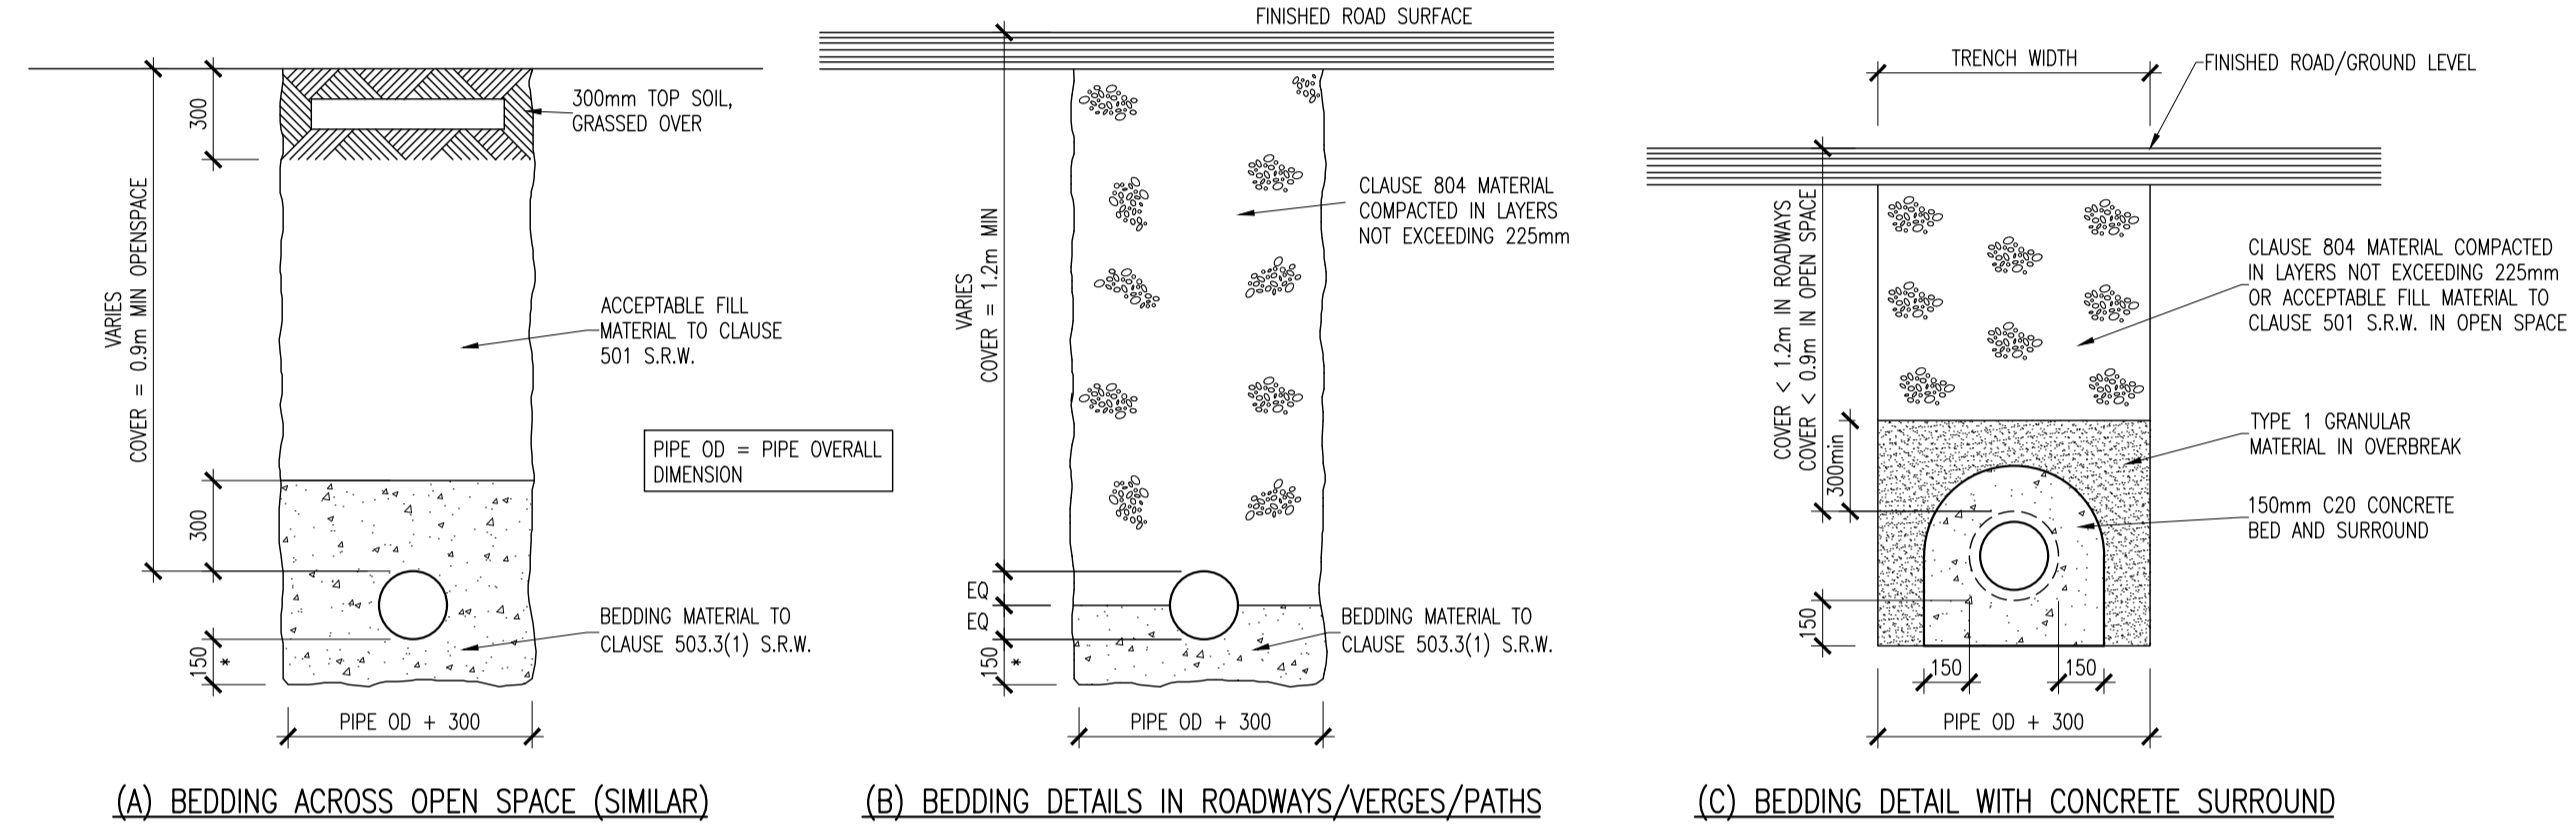 300
VARIES
COVER = 0.9m MIN OPENSPACE
300mm TOP SOIL,
GRASSED OVER
ACCEPTABLE FILL
MATERIAL TO CLAUSE
501 S.R.W.
PIPE OD = PIPE OVERALL
DIMENSION
300
BEDDING MATERIAL TO
CLAUSE 503.3(1) S.R.W.
150
*
PIPE OD + 300
(A) BEDDING ACROSS OPEN SPACE (SIMILAR)
FINISHED ROAD SURFACE
VARIES
COVER = 1.2m MIN
CLAUSE 804 MATERIAL
COMPACTED IN LAYERS
NOT EXCEEDING 225mm
EQ
EQ
150
*
BEDDING MATERIAL TO
CLAUSE 503.3(1) S.R.W.
PIPE OD + 300
(B) BEDDING DETAILS IN ROADWAYS/VERGES/PATHS
TRENCH WIDTH
FINISHED ROAD/GROUND LEVEL
COVER < 1.2m IN ROADWAYS
COVER < 0.9m IN OPEN SPACE
CLAUSE 804 MATERIAL COMPACTED
IN LAYERS NOT EXCEEDING 225mm
OR ACCEPTABLE FILL MATERIAL TO
CLAUSE 501 S.R.W. IN OPEN SPACE
300min
TYPE 1 GRANULAR
MATERIAL IN OVERBREAK
150mm C20 CONCRETE
BED AND SURROUND
150
150
150
PIPE OD + 300
(C) BEDDING DETAIL WITH CONCRETE SURROUND